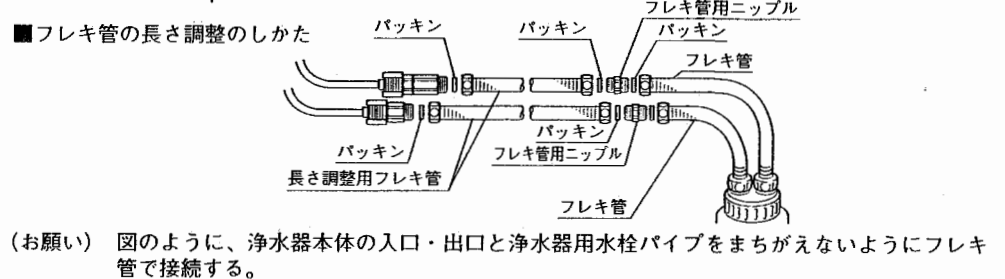 フレキ管用ニップル
■フレキ管の長さ調整のしかた
パッキン
パッキン
パッキン
フレキ管
パッキン
パッキン
フレキ管用ニップル
長さ調整用フレキ管
フレキ管
(お願い) 図のように、浄水器本体の入口・出口と浄水器用水栓パイプをまちがえないようにフレキ
管で接続する。